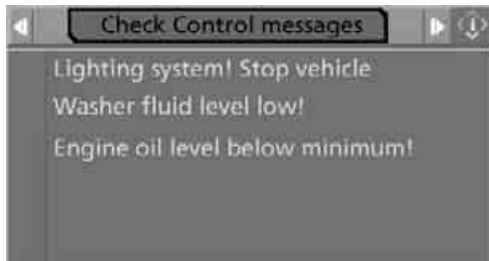 Check Control messages
Lighting system! Stop vehicle
Washer fluid level low!
Engine oil level below minimum!